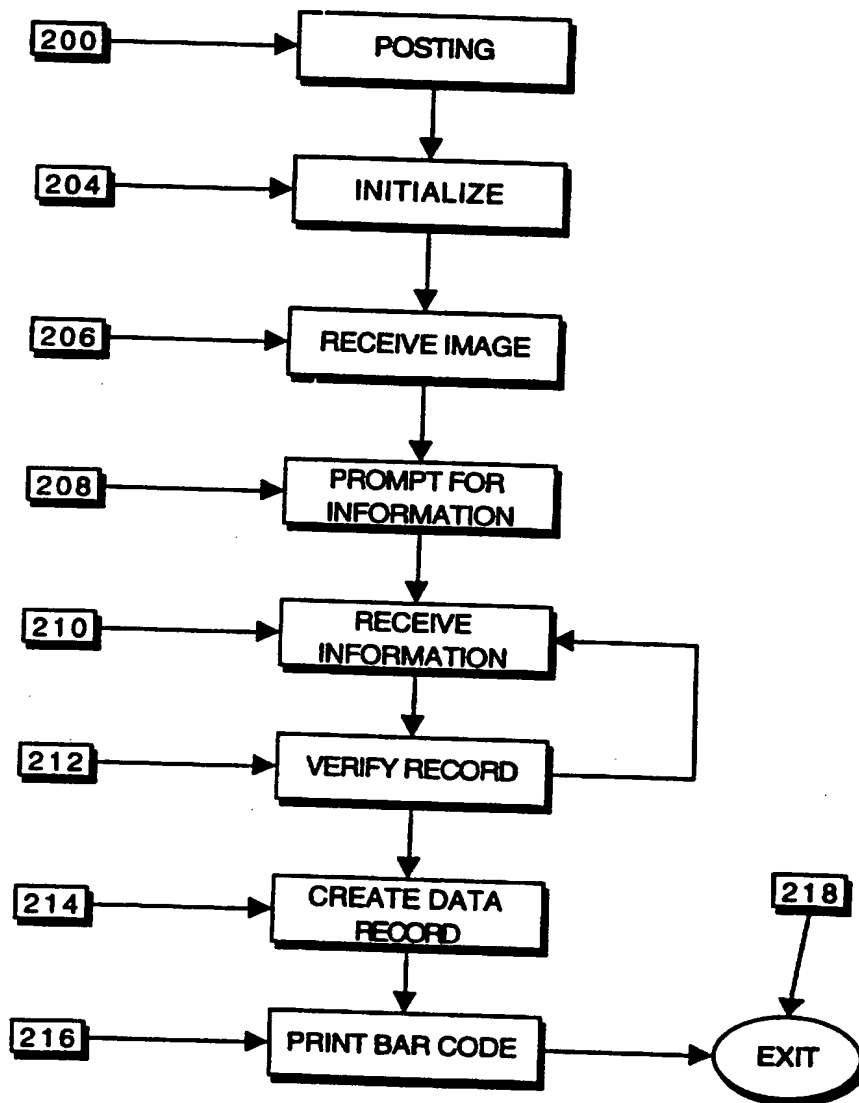 200
POSTING
204
INITIALIZE
206
RECEIVE IMAGE
208
PROMPT FOR
INFORMATION
210
RECEIVE
INFORMATION
212
VERIFY RECORD
214
CREATE DATA
RECORD
218
216
PRINT BAR CODE
EXIT